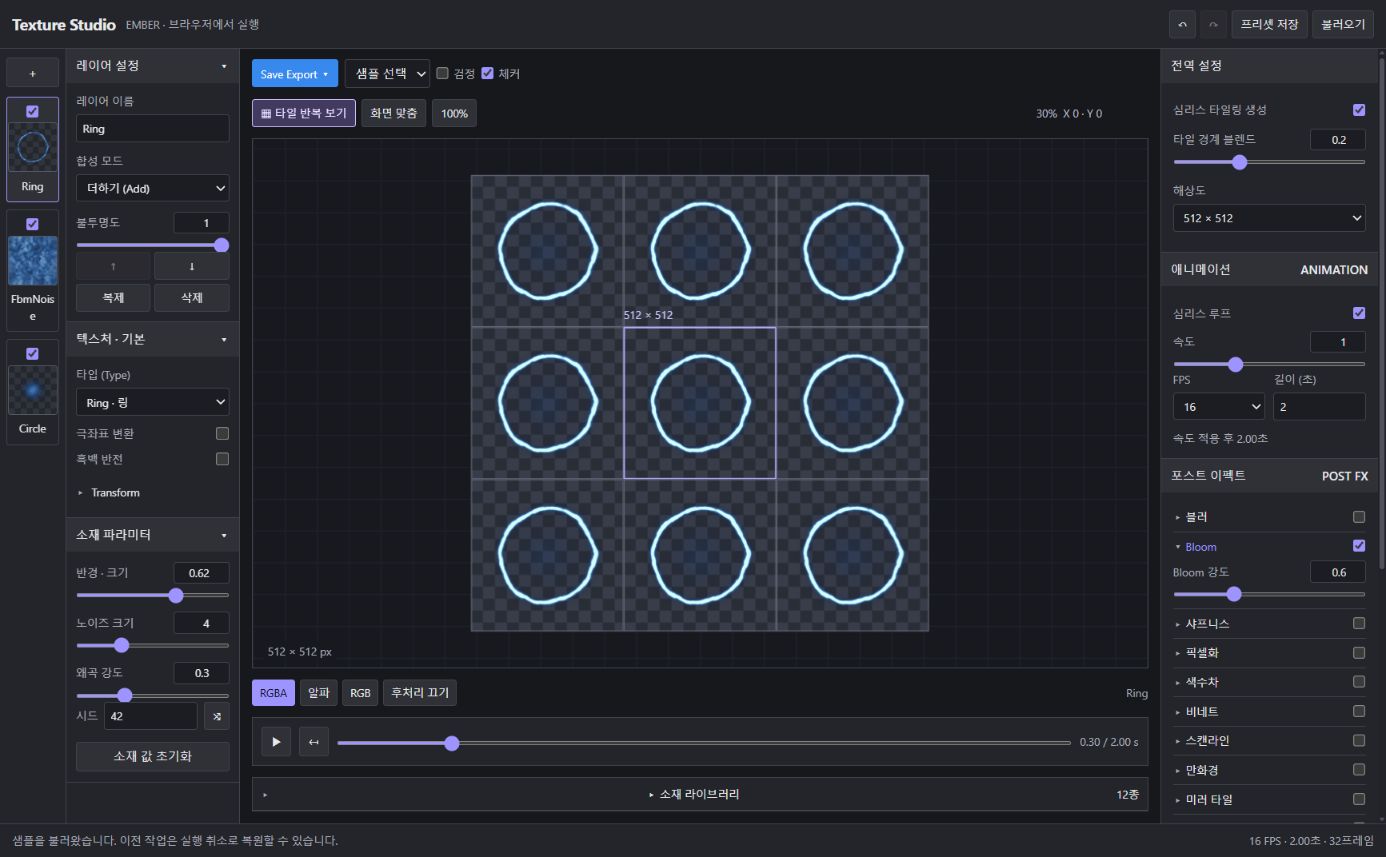 Texture Studio EMBER · 브라우저에서 실행
프리셋 저장 불러오기
+
Ring
FbmNois
e
Circle
레이어 설정
레이어 이름
Ring
합성 모드
더하기 (Add)
불투명도 1
↑ ↓
복제 삭제
텍스처 · 기본
타입 (Type)
Ring · 링
극좌표 변환
흑백 반전
Transform
소재 파라미터
반경 · 크기 0.62
노이즈 크기 4
왜곡 강도 0.3
시드 42
소재 값 초기화
Save Export 샘플 선택 검정 체커
타일 반복 보기 화면 맞춤 100% 30% X 0 · Y 0
512 × 512
512 × 512 px
RGBA 알파 RGB 후처리 끄기 Ring
0.30 / 2.00 s
소재 라이브러리 12종
전역 설정
심리스 타일링 생성
타일 경계 블렌드 0.2
해상도
512 × 512
애니메이션 ANIMATION
심리스 루프
속도 1
FPS 길이 (초)
16 2
속도 적용 후 2.00초
포스트 이펙트 POST FX
블러
Bloom
Bloom 강도 0.6
샤프니스
픽셀화
색수차
비네트
스캔라인
만화경
미러 타일
샘플을 불러왔습니다. 이전 작업은 실행 취소로 복원할 수 있습니다. 16 FPS · 2.00초 · 32프레임